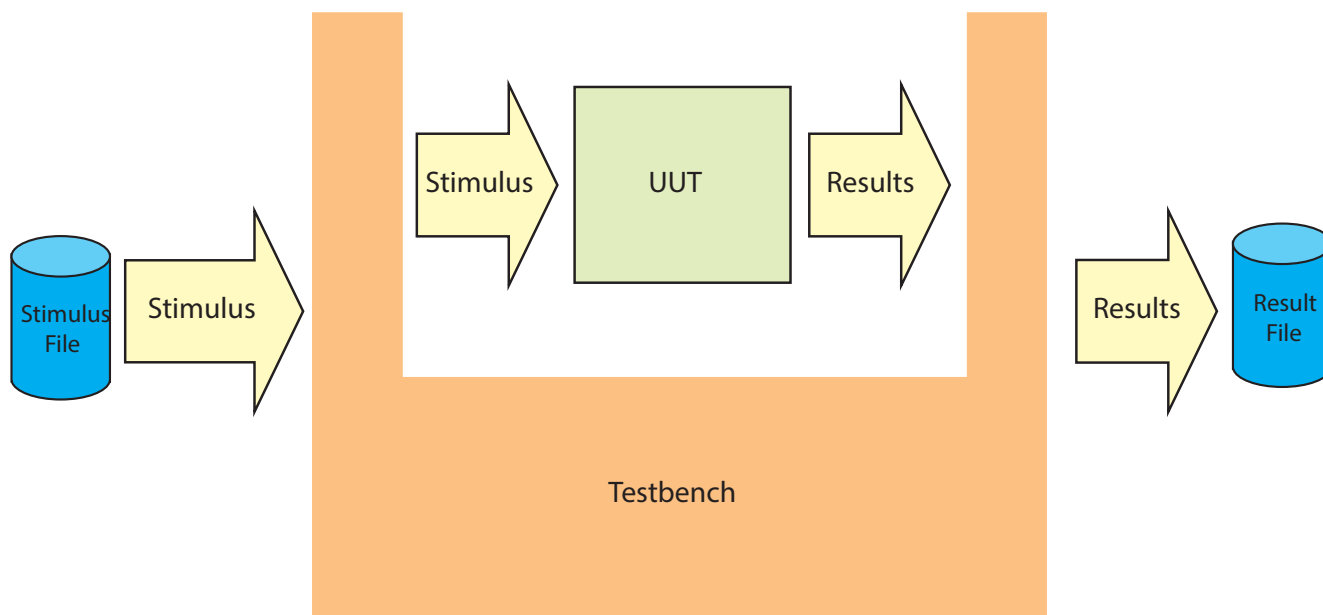 Stimulus
File
Stimulus
Stimulus
UUT
Results
Testbench
Results
Result
File